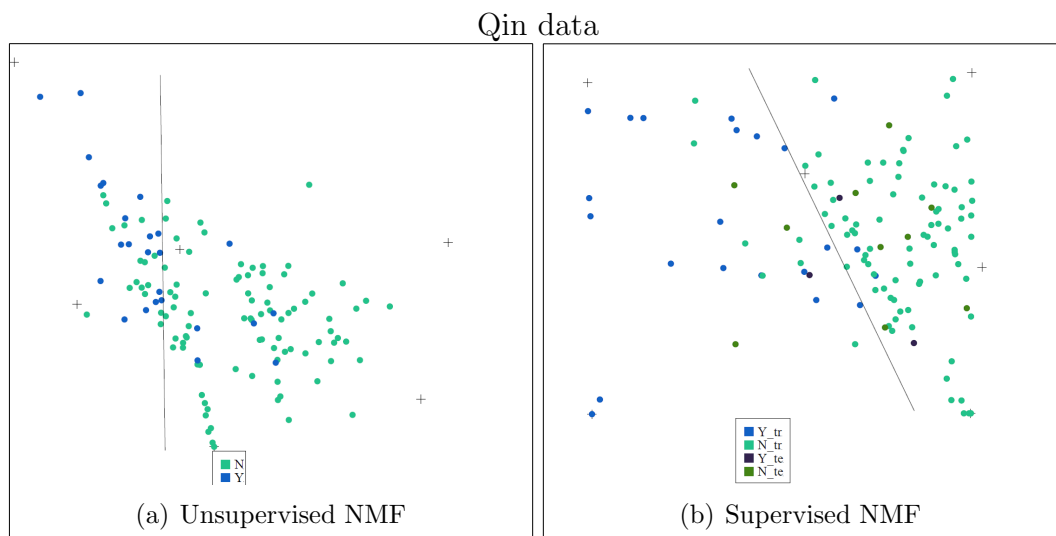 Qin data
N
Y
(a) Unsupervised NMF
Y_tr
N_tr
Y_te
N_te
(b) Supervised NMF